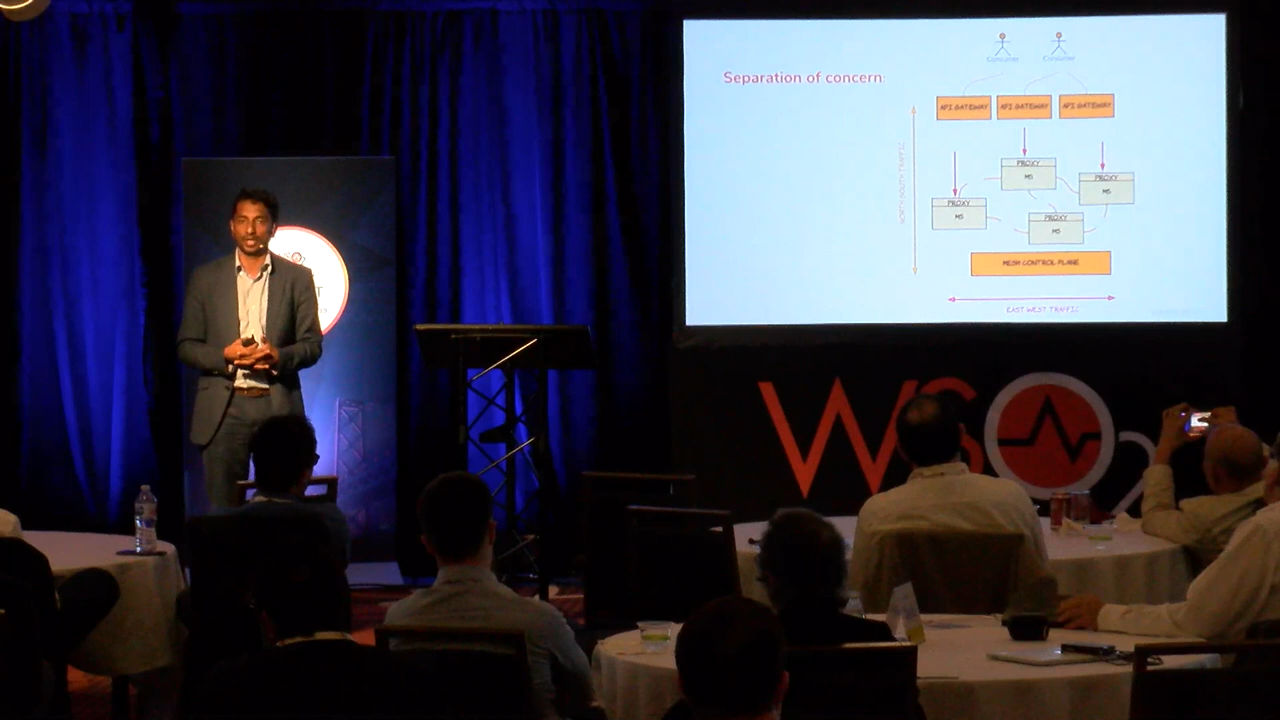 Consumer
Consumer
Separation of concern:
API GATEWAY
API GATEWAY
API GATEWAY
NORTH SOUTH TRAFFIC
PROXY
MS
PROXY
MS
PROXY
MS
PROXY
MS
MESH CONTROL PLANE
EAST WEST TRAFFIC
WSO2